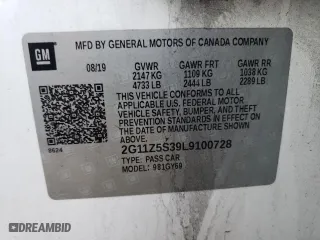 GM
MFD BY GENERAL MOTORS OF CANADA COMPANY
08/19 GVWR GAWR FRT GAWR RR
2147 KG 1109 KG 1038 KG
4733 LB 2444 LB 2289 LB
THIS VEHICLE CONFORMS TO ALL
APPLICABLE U.S. FEDERAL MOTOR
VEHICLE SAFETY, BUMPER, AND THEFT
PREVENTION STANDARDS IN EFFECT ON
THE DATE OF MANUFACTURE SHOWN
ABOVE.
8624 2G11Z5S39L9100728
TYPE: PASS CAR
MODEL: 981GY69
DREAMERSAUTO.COM